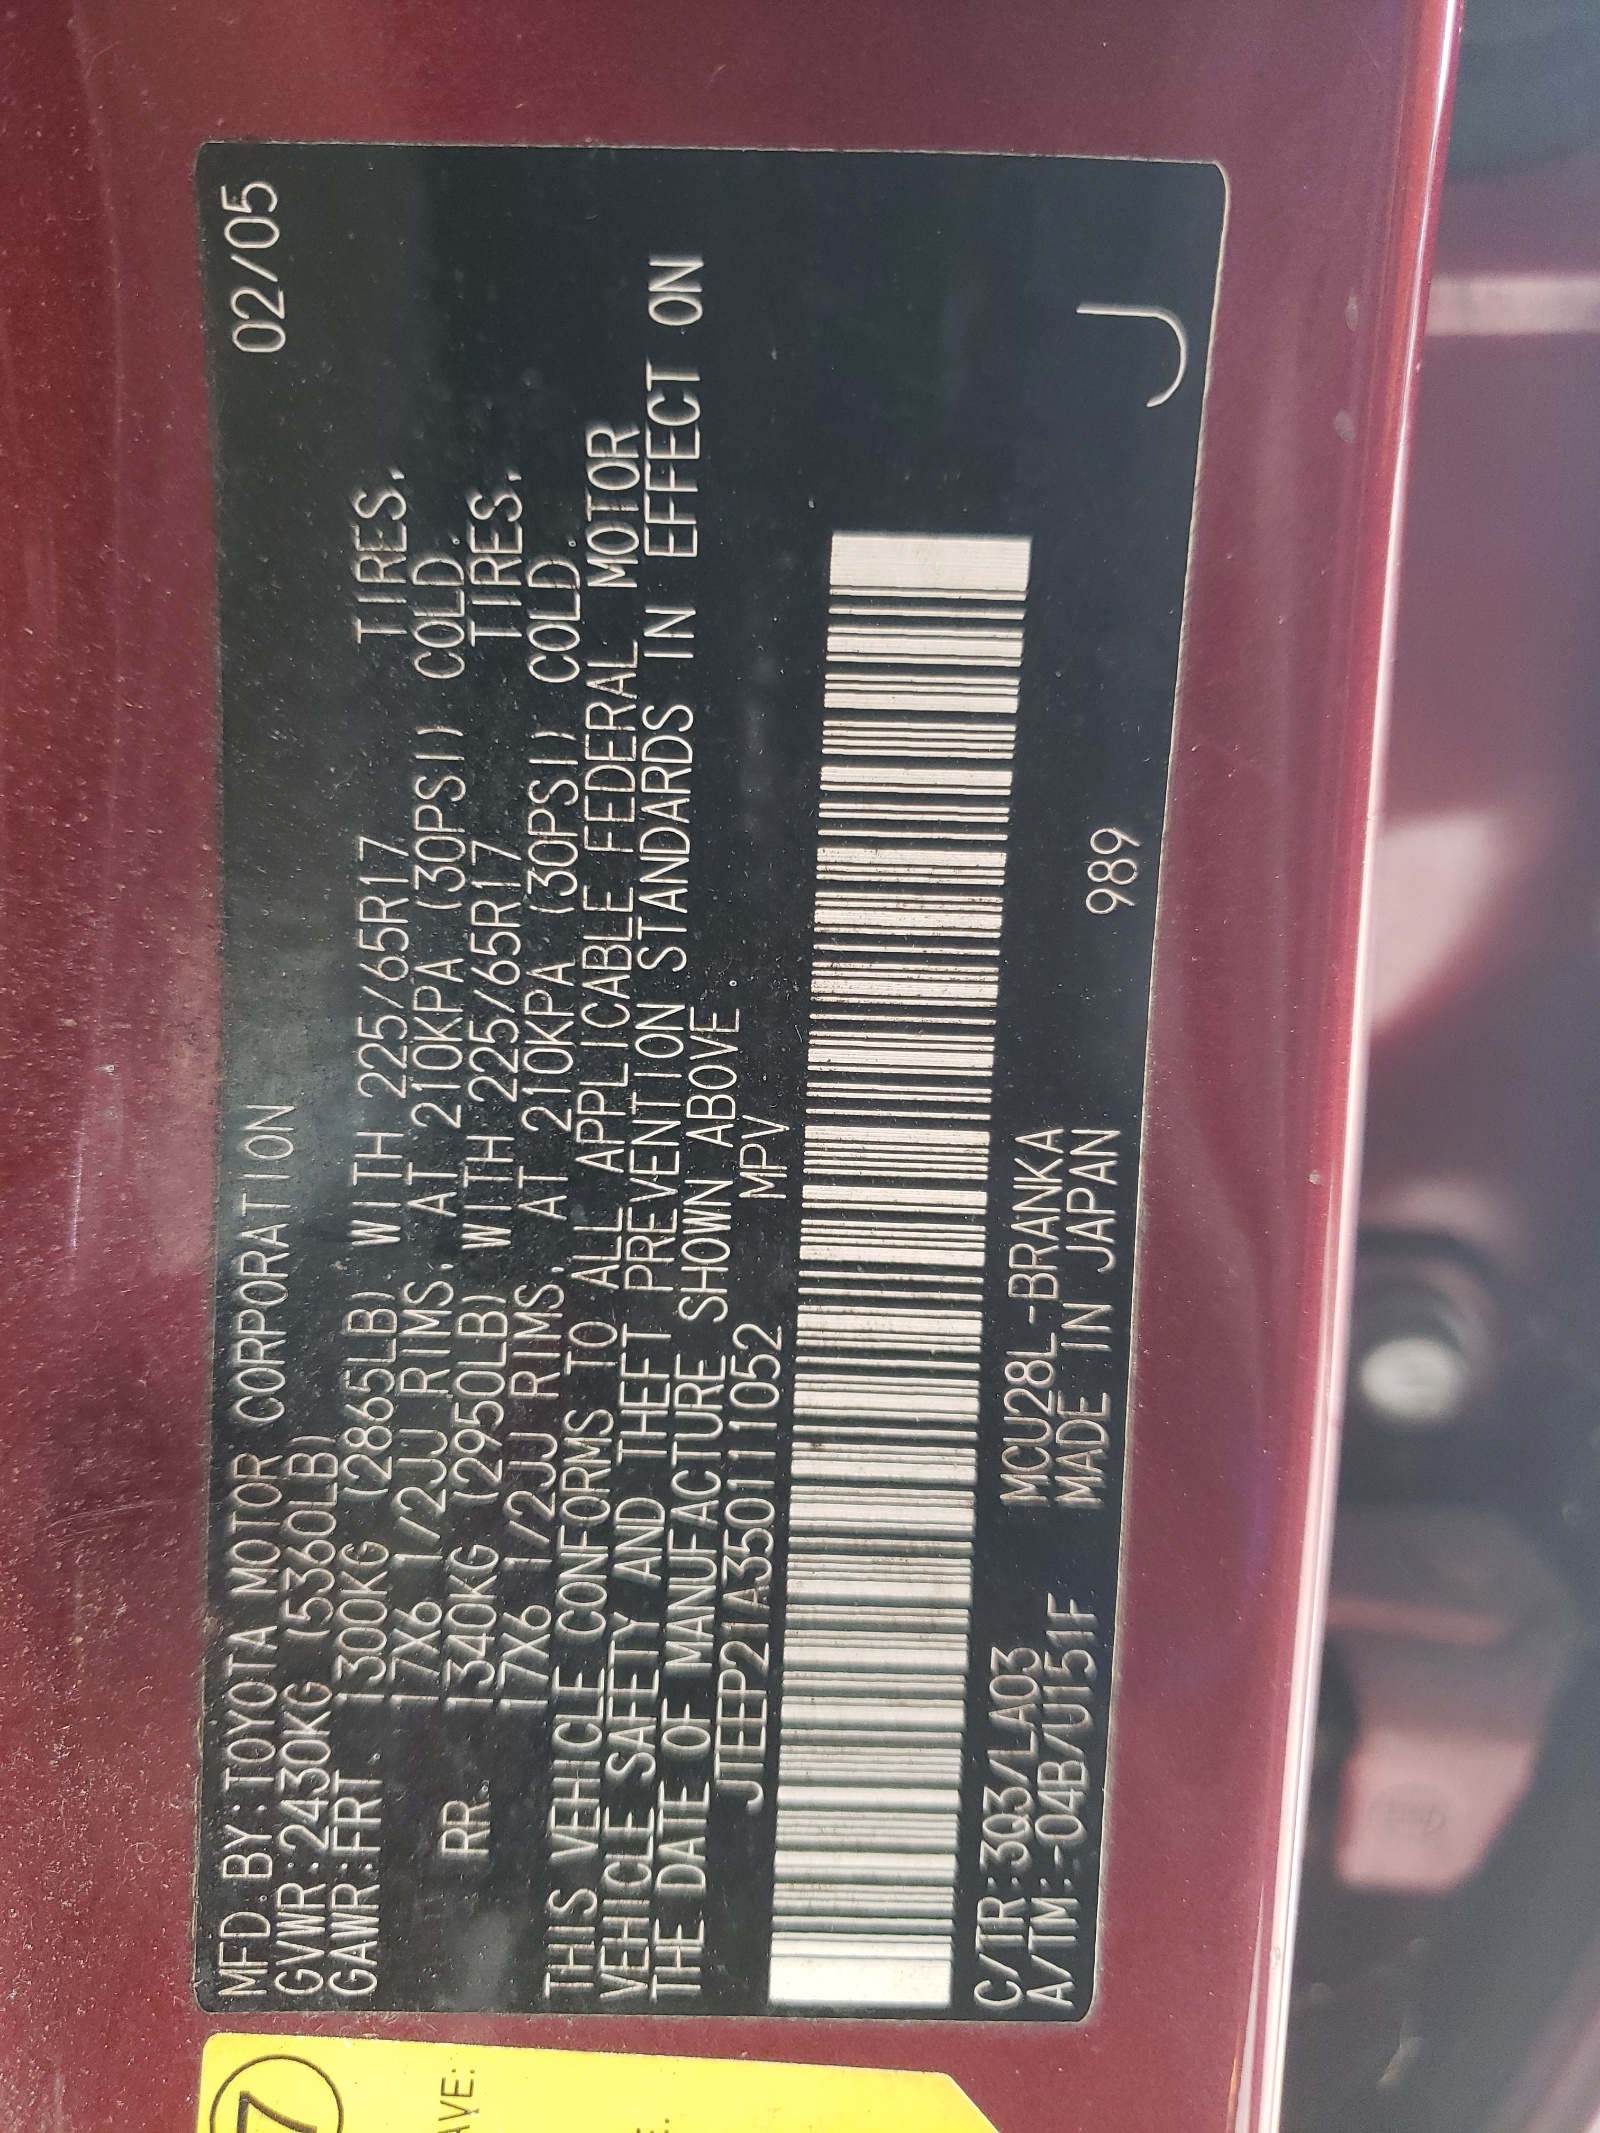 MFD.BY:TOYOTA MOTOR CORPORATION 02/05
GVWR:2430KG (5360LB)
GAWR:FRT. 1300KG (2865LB) WITH 225/65R17 TIRES,
17X6 1/2JJ RIMS, AT 210KPA (30PSI) COLD.
RR. 1340KG (2950LB) WITH 225/65R17 TIRES,
17X6 1/2JJ RIMS, AT 210KPA (30PSI) COLD.
THIS VEHICLE CONFORMS TO ALL APPLICABLE FEDERAL MOTOR
VEHICLE SAFETY AND THEFT PREVENTION STANDARDS IN EFFECT ON
THE DATE OF MANUFACTURE SHOWN ABOVE.
JTEEP21A350111052 MPV
C/TR:3Q3/LA03 MCU28L-BRANKA 989
A/TM:-04B/U151F MADE IN JAPAN
J
7
AVE:
E.